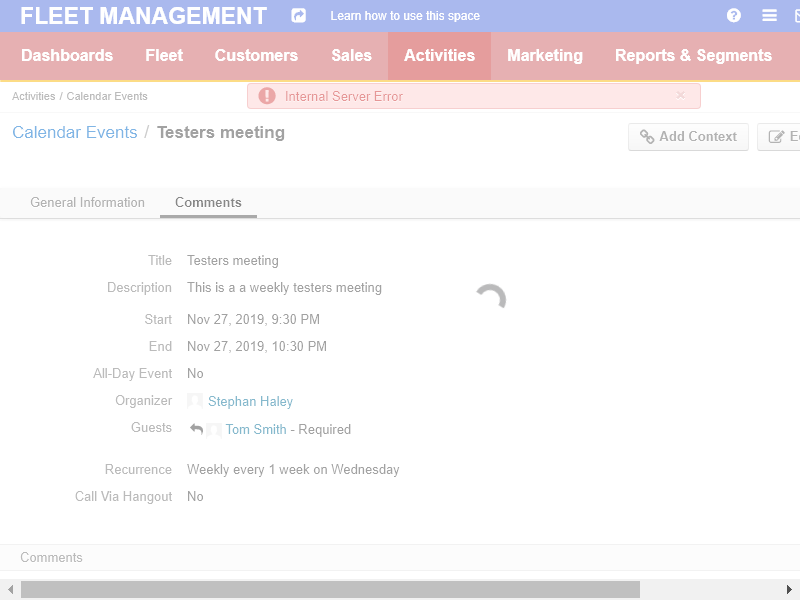 FLEET MANAGEMENT Learn how to use this space
Dashboards Fleet Customers Sales Activities Marketing Reports & Segments
Activities / Calendar Events
Internal Server Error
Calendar Events / Testers meeting
Add Context
General Information Comments
Title Testers meeting
Description This is a a weekly testers meeting
Start Nov 27, 2019, 9:30 PM
End Nov 27, 2019, 10:30 PM
All-Day Event No
Organizer Stephan Haley
Guests Tom Smith - Required
Recurrence Weekly every 1 week on Wednesday
Call Via Hangout No
Comments